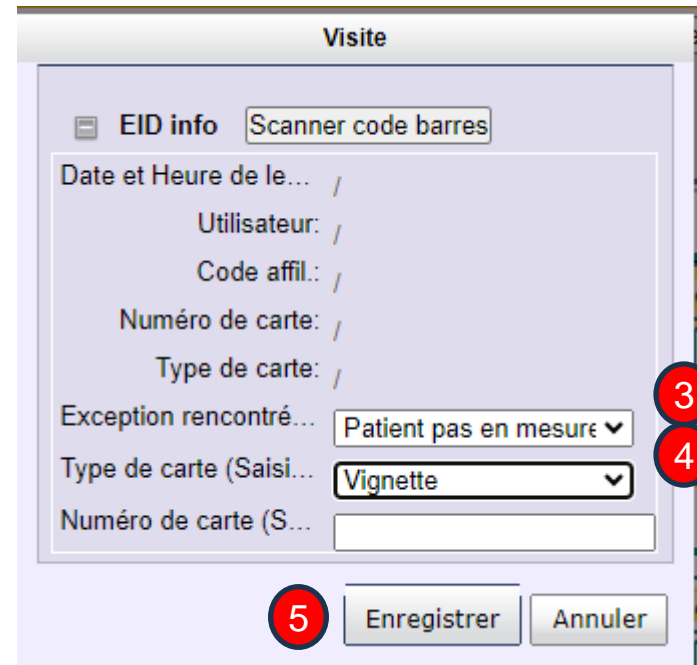 Visite
EID info Scanner code barres
Date et Heure de le... /
Utilisateur: /
Code affil.: /
Numéro de carte: /
Type de carte: /
Exception rencontré... Patient pas en mesure 3
Type de carte (Saisi... Vignette 4
Numéro de carte (S...
5 Enregistrer Annuler